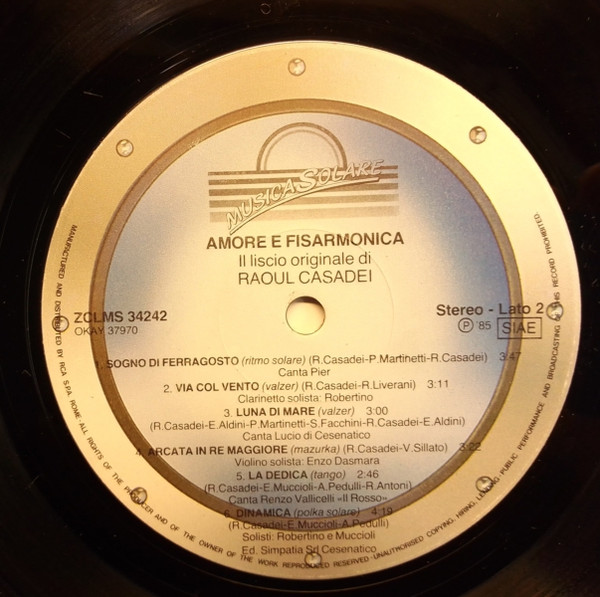 MUSICA SOLARE
AMORE E FISARMONICA
Il liscio originale di
RAOUL CASADEI
ZCLMS 34242
OKAY 37970
Stereo - Lato 2
Ⓟ '85 SIAE
1. SOGNO DI FERRAGOSTO (ritmo solare) (R.Casadei-P.Martinetti-R.Casadei) 3:47
Canta Pier
2. VIA COL VENTO (valzer) (R.Casadei-R.Liverani) 3:11
Clarinetto solista: Robertino
3. LUNA DI MARE (valzer) 3:00
(R.Casadei-E.Aldini-P.Martinetti-S.Facchini-R.Casadei-E.Aldini)
Canta Lucio di Cesenatico
4. ARCATA IN RE MAGGIORE (mazurka) (R.Casadei-V.Sillato) 3:22
Violino solista: Enzo Dasmara
5. LA DEDICA (tango) 2:46
(R.Casadei-E.Muccioli-A.Pedulli-R.Antoni)
Canta Renzo Vallicelli «Il Rosso»
6. DINAMICA (polka solare) 4:19
(R.Casadei-E.Muccioli-A.Pedulli)
Solisti: Robertino e Muccioli
Ed. Simpatia Srl Cesenatico
MANUFACTURED AND DISTRIBUTED BY RCA S.P.A. ROME - ALL RIGHTS OF THE PRODUCER AND OF THE OWNER OF THE WORK REPRODUCED RESERVED - UNAUTHORISED COPYING, HIRING, LENDING, PUBLIC PERFORMANCE AND BROADCASTING OF THIS RECORD PROHIBITED.